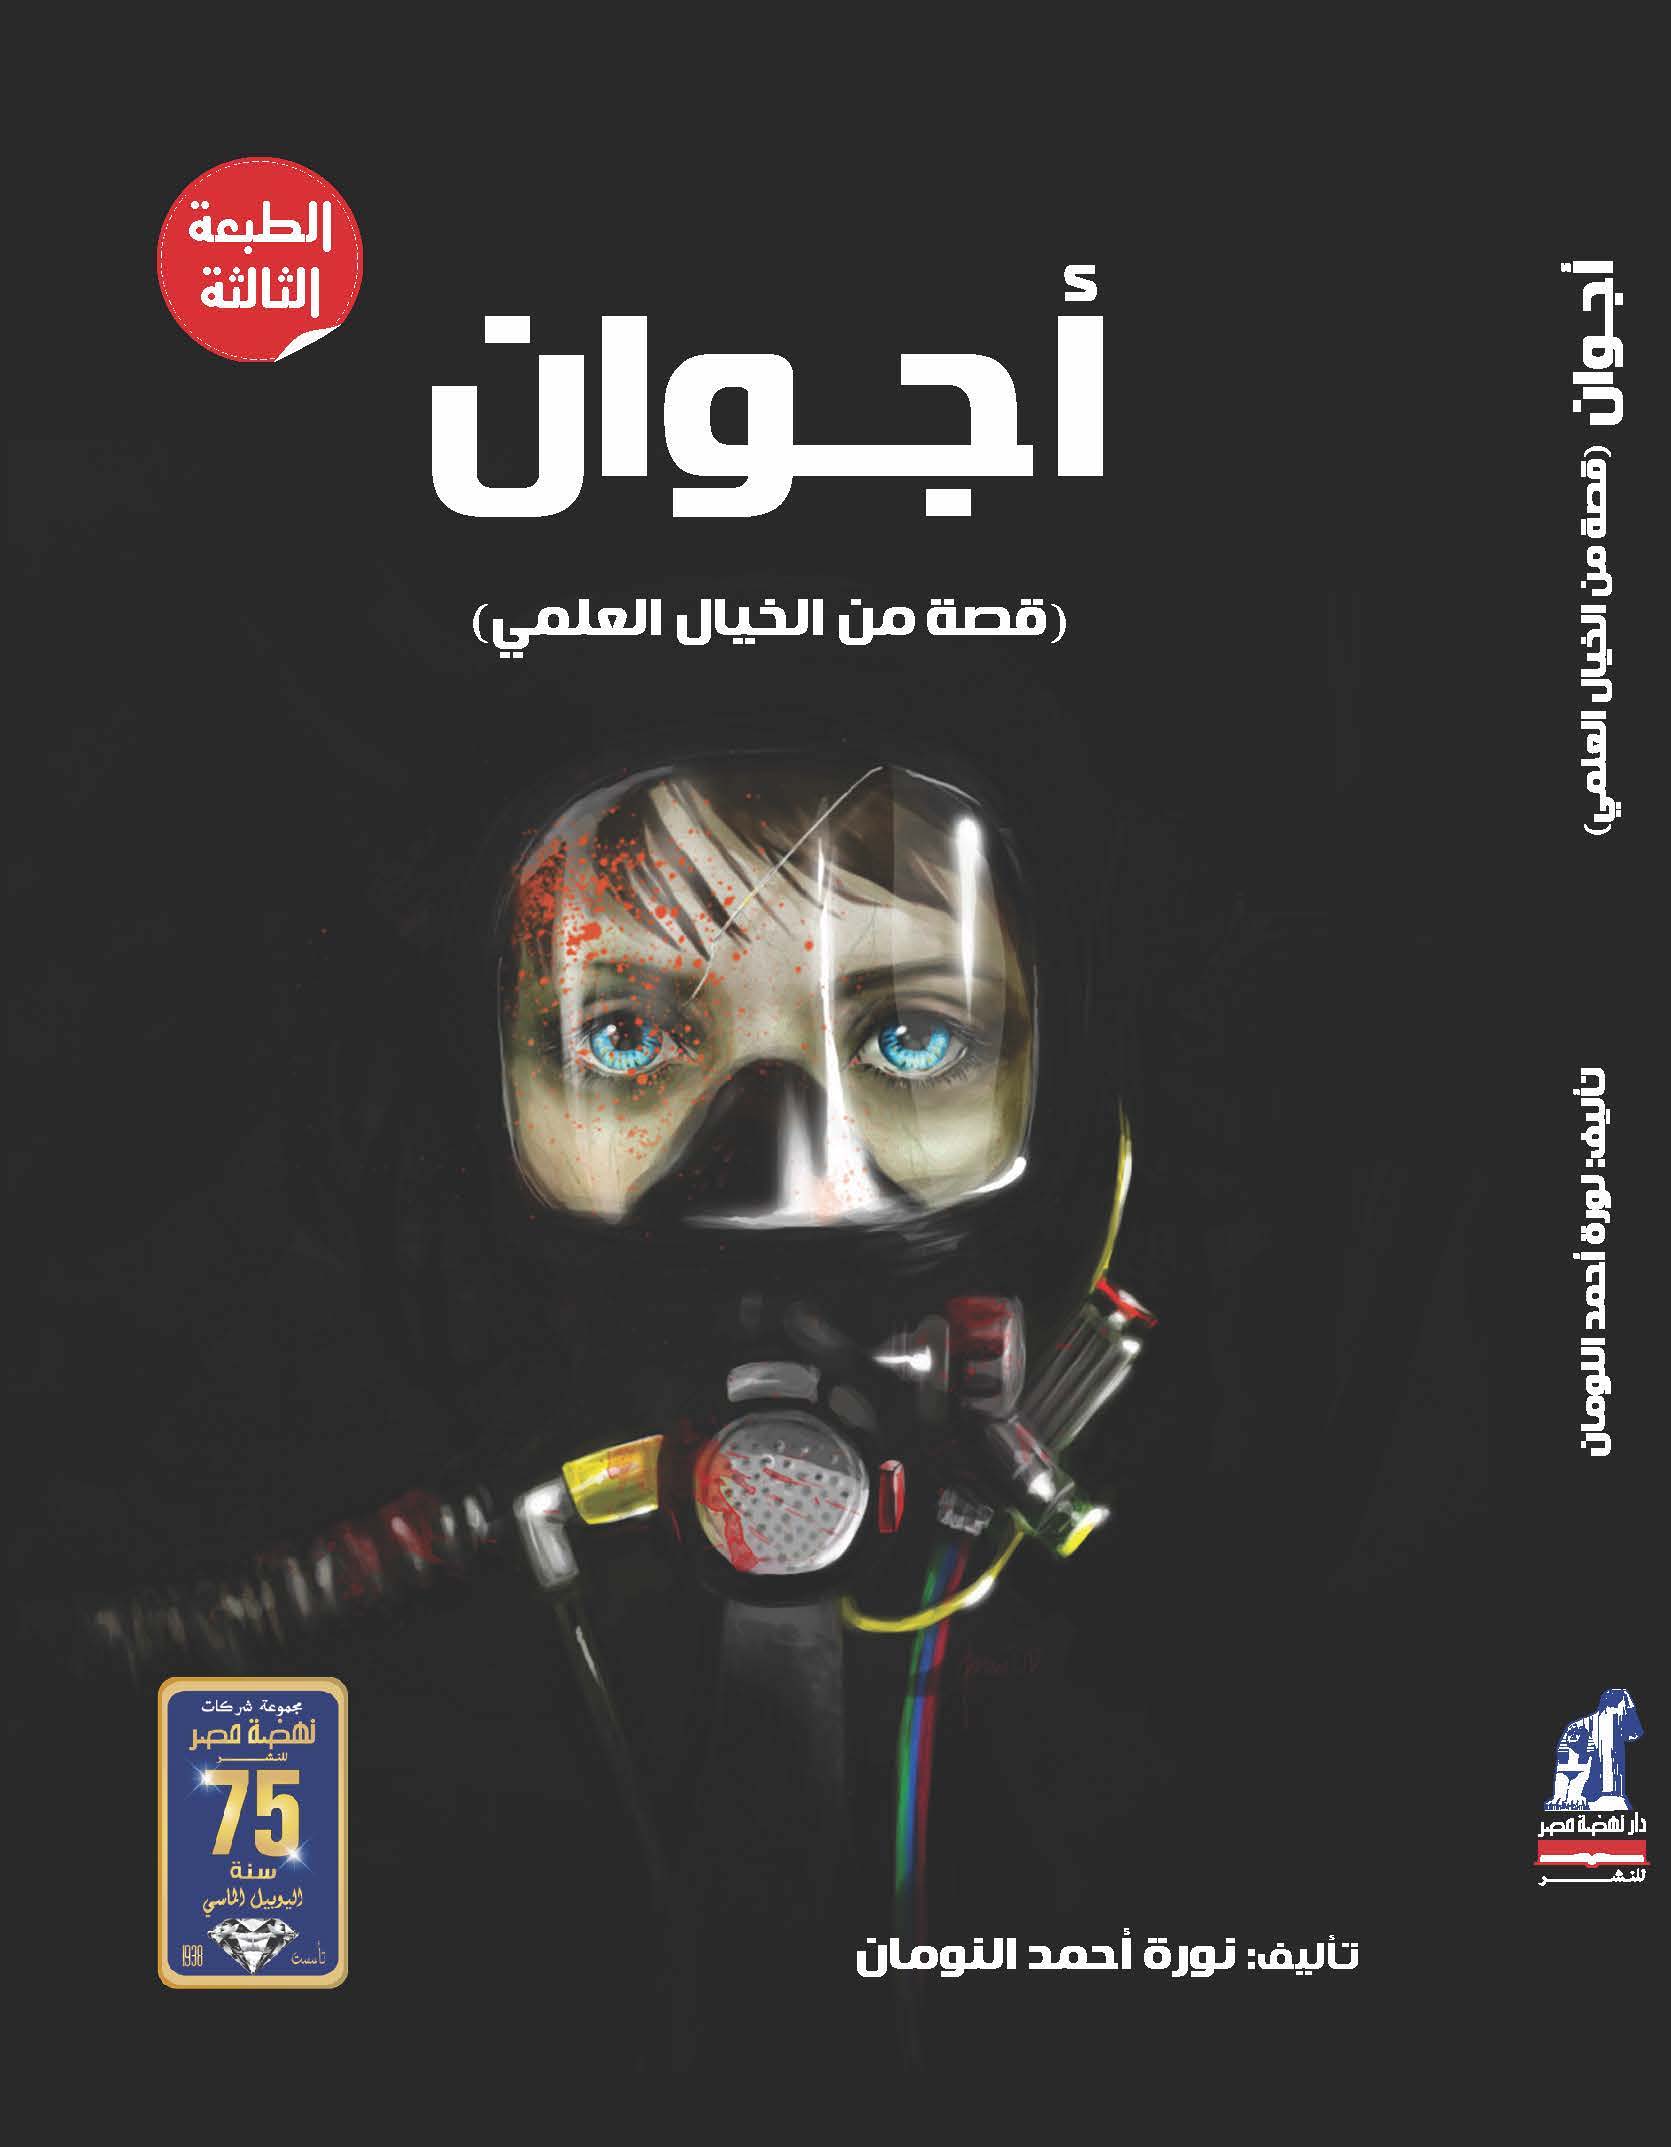 الطبعة
الثالثة
أجوان
(قصة من الخيال العلمي)
مجموعة شركات
نهضة مصر
للنشر
75
سنة
اليوبيل الماسي
تأسست 1938
تأليف: نورة أحمد النومان
أجوان (قصة من الخيال العلمي)
تأليف: نورة أحمد النومان
دار نهضة مصر
للنشر